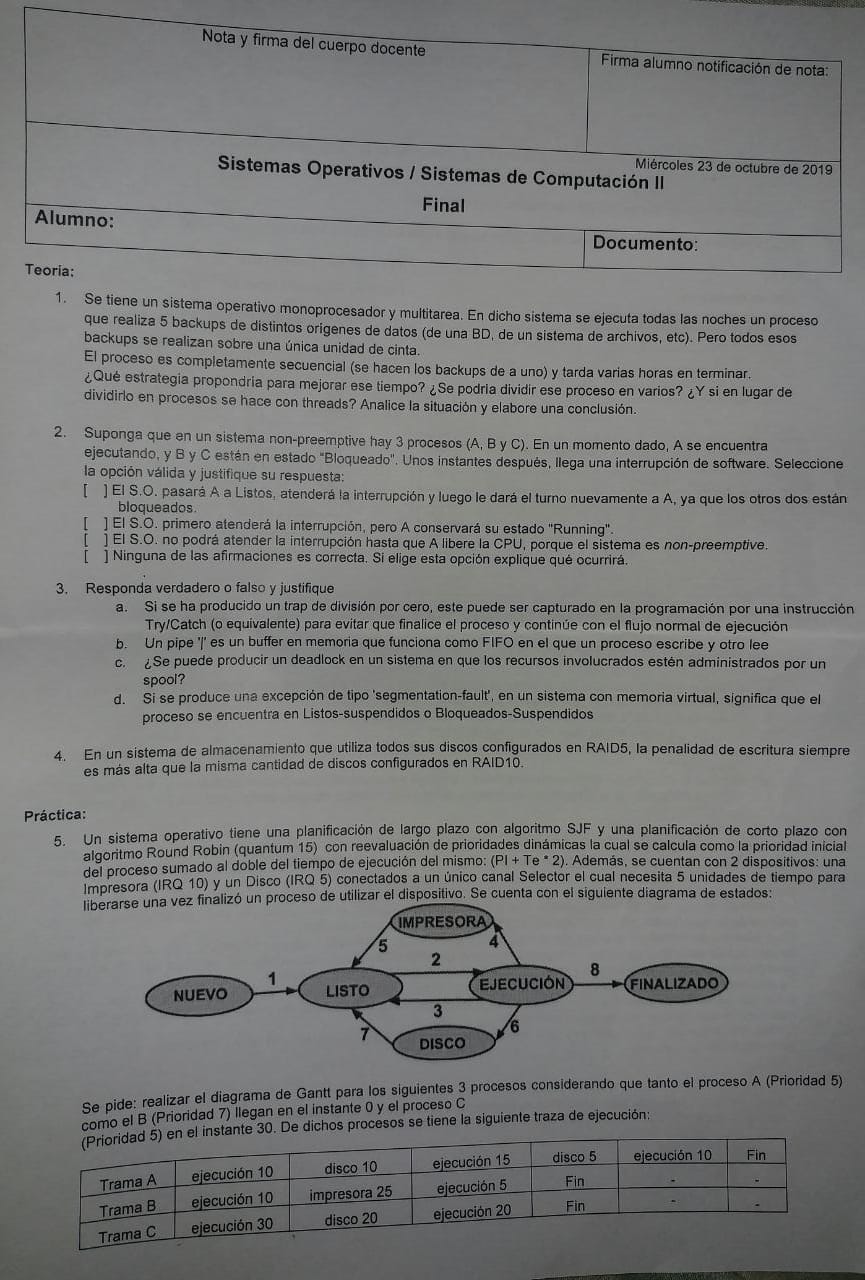 Nota y firma del cuerpo docente
Firma alumno notificación de nota:
Miércoles 23 de octubre de 2019
Sistemas Operativos / Sistemas de Computación II
Final
Alumno:
Documento:
Teoria:
1. Se tiene un sistema operativo monoprocesador y multitarea. En dicho sistema se ejecuta todas las noches un proceso
que realiza 5 backups de distintos orígenes de datos (de una BD, de un sistema de archivos, etc). Pero todos esos
backups se realizan sobre una única unidad de cinta.
El proceso es completamente secuencial (se hacen los backups de a uno) y tarda varias horas en terminar.
¿Qué estrategia propondría para mejorar ese tiempo? ¿Se podría dividir ese proceso en varios? ¿Y si en lugar de
dividirlo en procesos se hace con threads? Analice la situación y elabore una conclusión.
2. Suponga que en un sistema non-preemptive hay 3 procesos (A, B y C). En un momento dado, A se encuentra
ejecutando, y B y C están en estado "Bloqueado". Unos instantes después, llega una interrupción de software. Seleccione
la opción válida y justifique su respuesta:
[ ] El S.O. pasará A a Listos, atenderá la interrupción y luego le dará el turno nuevamente a A, ya que los otros dos están
bloqueados.
[ ] El S.O. primero atenderá la interrupción, pero A conservará su estado "Running".
[ ] El S.O. no podrá atender la interrupción hasta que A libere la CPU, porque el sistema es non-preemptive.
[ ] Ninguna de las afirmaciones es correcta. Si elige esta opción explique qué ocurrirá.
3. Responda verdadero o falso y justifique
a. Si se ha producido un trap de división por cero, este puede ser capturado en la programación por una instrucción
Try/Catch (o equivalente) para evitar que finalice el proceso y continúe con el flujo normal de ejecución
b. Un pipe '|' es un buffer en memoria que funciona como FIFO en el que un proceso escribe y otro lee
c. ¿Se puede producir un deadlock en un sistema en que los recursos involucrados estén administrados por un
spool?
d. Si se produce una excepción de tipo 'segmentation-fault', en un sistema con memoria virtual, significa que el
proceso se encuentra en Listos-suspendidos o Bloqueados-Suspendidos
4. En un sistema de almacenamiento que utiliza todos sus discos configurados en RAID5, la penalidad de escritura siempre
es más alta que la misma cantidad de discos configurados en RAID10.
Práctica:
5. Un sistema operativo tiene una planificación de largo plazo con algoritmo SJF y una planificación de corto plazo con
algoritmo Round Robin (quantum 15) con reevaluación de prioridades dinámicas la cual se calcula como la prioridad inicial
del proceso sumado al doble del tiempo de ejecución del mismo: (PI + Te * 2). Además, se cuentan con 2 dispositivos: una
Impresora (IRQ 10) y un Disco (IRQ 5) conectados a un único canal Selector el cual necesita 5 unidades de tiempo para
liberarse una vez finalizó un proceso de utilizar el dispositivo. Se cuenta con el siguiente diagrama de estados:
IMPRESORA
5
4
2
1
8
NUEVO
LISTO
EJECUCIÓN
FINALIZADO
3
7
6
DISCO
Se pide: realizar el diagrama de Gantt para los siguientes 3 procesos considerando que tanto el proceso A (Prioridad 5)
como el B (Prioridad 7) llegan en el instante 0 y el proceso C
(Prioridad 5) en el instante 30. De dichos procesos se tiene la siguiente traza de ejecución:
Trama A ejecución 10 disco 10 ejecución 15 disco 5 ejecución 10 Fin
Trama B ejecución 10 impresora 25 ejecución 5 Fin - -
Trama C ejecución 30 disco 20 ejecución 20 Fin - -